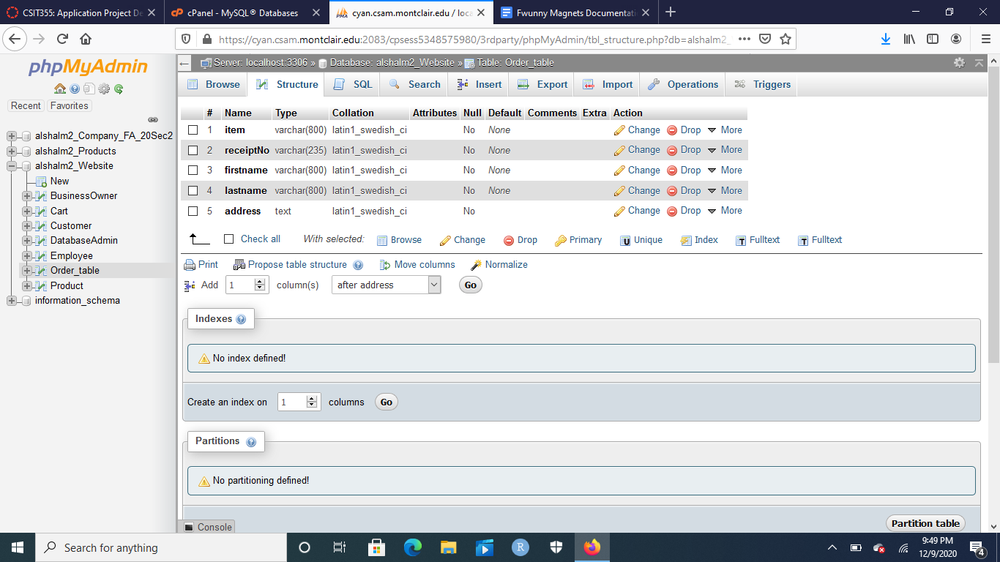 CSIT355: Application Project De
cPanel - MySQL® Databases
cyan.csam.montclair.edu / loca
Fwunny Magnets Documentati
https://cyan.csam.montclair.edu:2083/cpsess5348575980/3rdparty/phpMyAdmin/tbl_structure.php?db=alshalm2_
phpMyAdmin
Recent Favorites
alshalm2_Company_FA_20Sec2
alshalm2_Products
alshalm2_Website
New
BusinessOwner
Cart
Customer
DatabaseAdmin
Employee
Order_table
Product
information_schema
Server: localhost:3306 » Database: alshalm2_Website » Table: Order_table
Browse Structure SQL Search Insert Export Import Operations Triggers
# Name Type Collation Attributes Null Default Comments Extra Action
1 item varchar(800) latin1_swedish_ci No None Change Drop More
2 receiptNo varchar(235) latin1_swedish_ci No None Change Drop More
3 firstname varchar(800) latin1_swedish_ci No None Change Drop More
4 lastname varchar(800) latin1_swedish_ci No None Change Drop More
5 address text latin1_swedish_ci No Change Drop More
Check all With selected: Browse Change Drop Primary Unique Index Fulltext Fulltext
Print Propose table structure Move columns Normalize
Add 1 column(s) after address Go
Indexes
No index defined!
Create an index on 1 columns Go
Partitions
No partitioning defined!
Partition table
Console
Search for anything
9:49 PM
12/9/2020
4